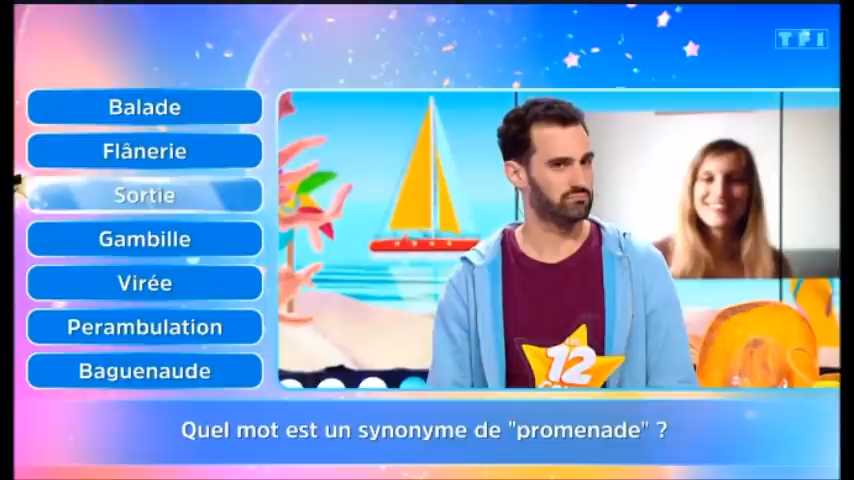 TF1
Balade
Flânerie
Sortie
Gambille
Virée
Perambulation
Baguenaude
12
Quel mot est un synonyme de "promenade" ?